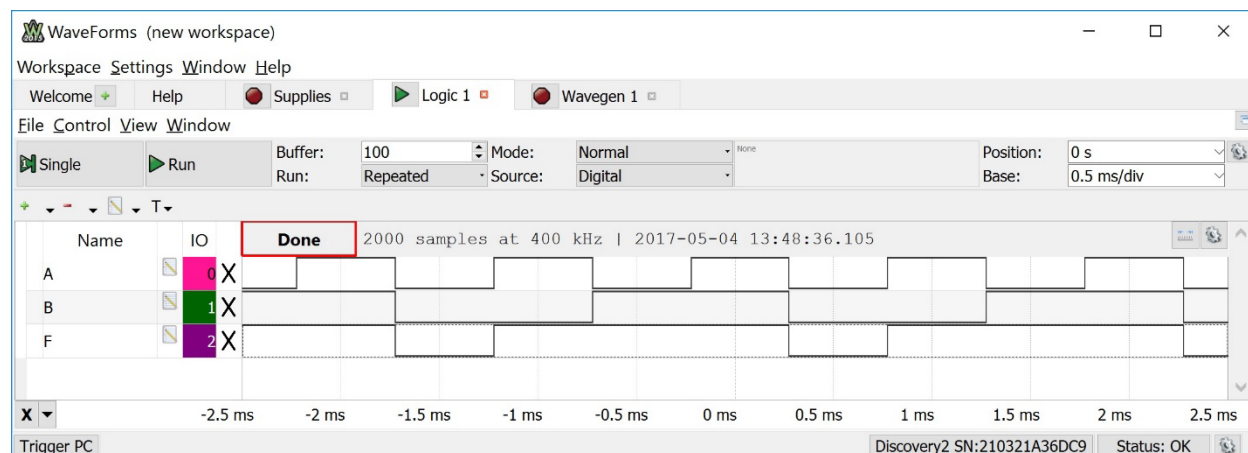 WaveForms (new workspace)
Workspace Settings Window Help
Welcome Help Supplies Logic 1 Wavegen 1
File Control View Window
Single Run Buffer: 100 Mode: Normal None Position: 0 s
Run: Repeated Source: Digital Base: 0.5 ms/div
T
Name IO Done 2000 samples at 400 kHz | 2017-05-04 13:48:36.105
A 0 X
B 1 X
F 2 X
X -2.5 ms -2 ms -1.5 ms -1 ms -0.5 ms 0 ms 0.5 ms 1 ms 1.5 ms 2 ms 2.5 ms
Trigger PC Discovery2 SN:210321A36DC9 Status: OK